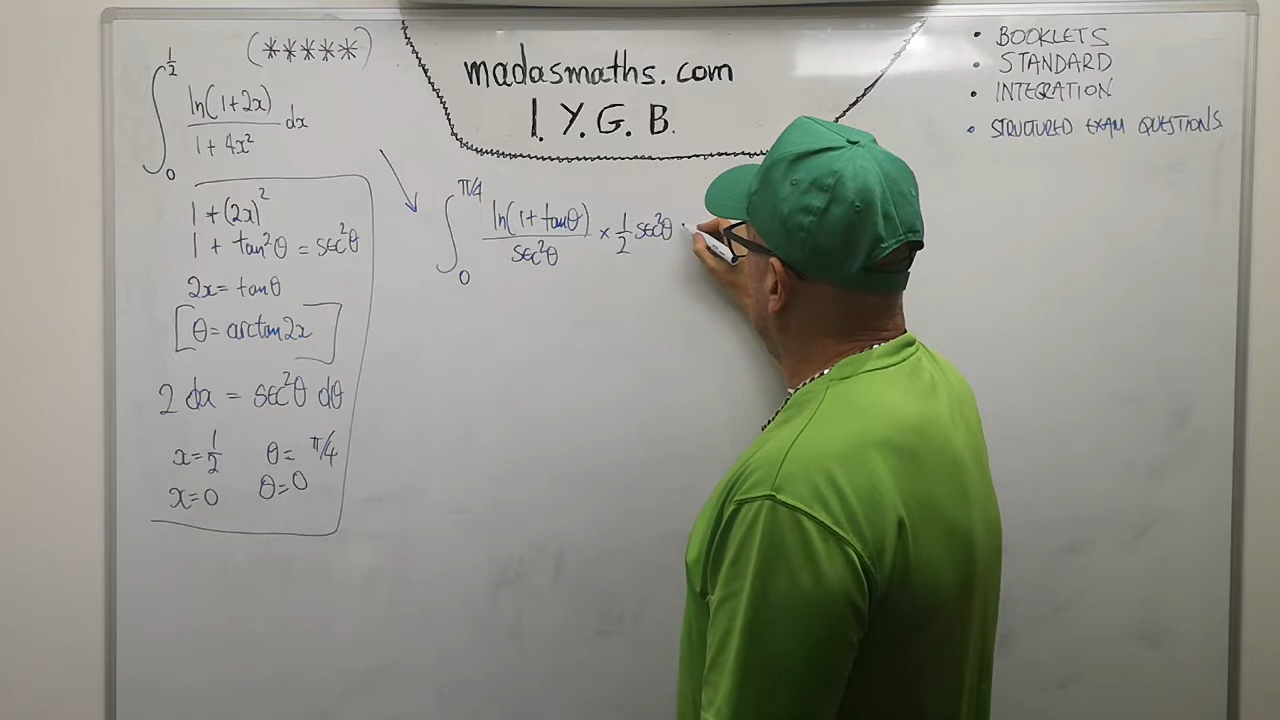 (*****)
∫₀^½ ln(1+2x)/(1+4x²) dx
1 + (2x)²
1 + tan²θ = sec²θ
2x = tanθ
[θ = arctan2x]
2 dx = sec²θ dθ
x = ½ θ = π/4
x = 0 θ = 0
madasmaths.com
I. Y. G. B.
∫₀^π/4 ln(1+tanθ)/sec²θ × ½ sec²θ
• BOOKLETS
• STANDARD
• INTEGRATION
• STRUCTURED EXAM QUESTIONS